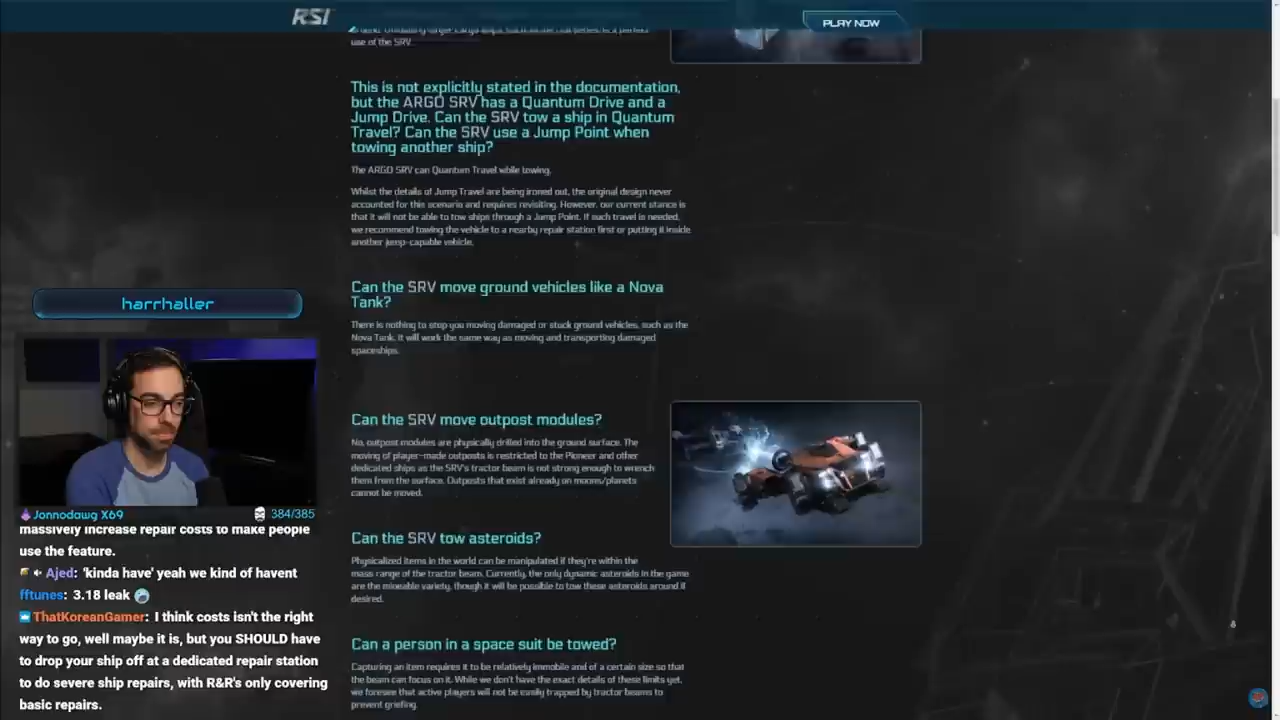 RSI
PLAY NOW
use of the SRV.
This is not explicitly stated in the documentation,
but the ARGO SRV has a Quantum Drive and a
Jump Drive. Can the SRV tow a ship in Quantum
Travel? Can the SRV use a Jump Point when
towing another ship?
The ARGO SRV can Quantum Travel while towing.
Whilst the details of Jump Travel are being ironed out, the original design never
accounted for this scenario and requires revisiting. However, our current stance is
that it will not be able to tow ships through a Jump Point. If such travel is needed,
we recommend towing the vehicle to a nearby repair station first or putting it inside
another jump-capable vehicle.
Can the SRV move ground vehicles like a Nova
Tank?
There is nothing to stop you moving damaged or stuck ground vehicles, such as the
Nova Tank. It will work the same way as moving and transporting damaged
spaceships.
Can the SRV move outpost modules?
No, outpost modules are physically drilled into the ground surface. The
moving of player-made outposts is restricted to the Pioneer and other
dedicated ships as the SRV's tractor beam is not strong enough to wrench
them from the surface. Outposts that exist already on moons/planets
cannot be moved.
Can the SRV tow asteroids?
Physicalized items in the world can be manipulated if they're within the
mass range of the tractor beam. Currently, the only dynamic asteroids in the game
are the mineable variety, though it will be possible to tow these asteroids around if
desired.
Can a person in a space suit be towed?
Capturing an item requires it to be relatively immobile and of a certain size so that
the beam can focus on it. While we don't have the exact details of these limits yet,
we foresee that active players will not be easily trapped by tractor beams to
prevent griefing.
harrhaller
Jonnodawg X69 384/385
massively increase repair costs to make people
use the feature.
Ajed: 'kinda have' yeah we kind of havent
fftunes: 3.18 leak
ThatKoreanGamer: I think costs isn't the right
way to go, well maybe it is, but you SHOULD have
to drop your ship off at a dedicated repair station
to do severe ship repairs, with R&R's only covering
basic repairs.